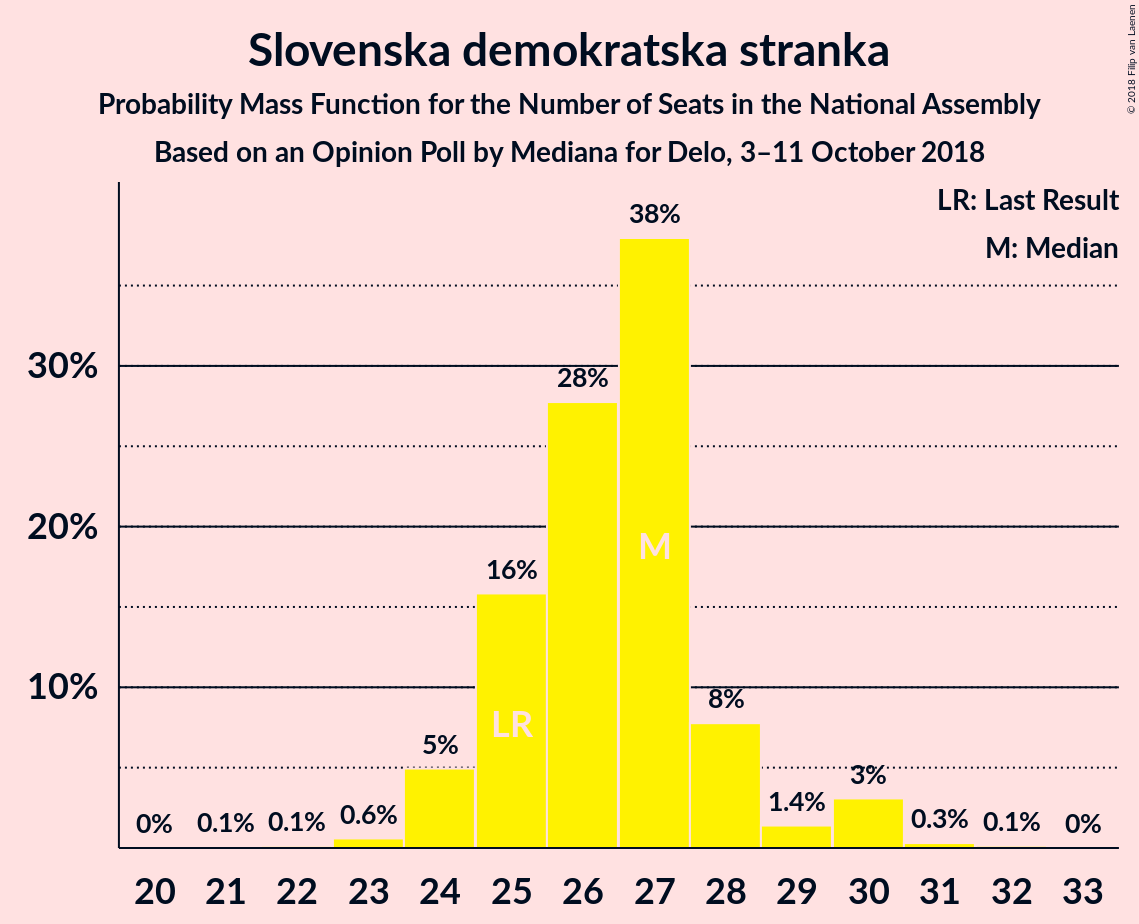 Slovenska demokratska stranka
Probability Mass Function for the Number of Seats in the National Assembly
Based on an Opinion Poll by Mediana for Delo, 3–11 October 2018
© 2018 Filip van Laenen
LR: Last Result
M: Median
38%
30%
28%
20%
M
16%
10%
8%
LR
5%
3%
1.4%
0% 0.1% 0.1% 0.6% 0.3% 0.1% 0%
20 21 22 23 24 25 26 27 28 29 30 31 32 33